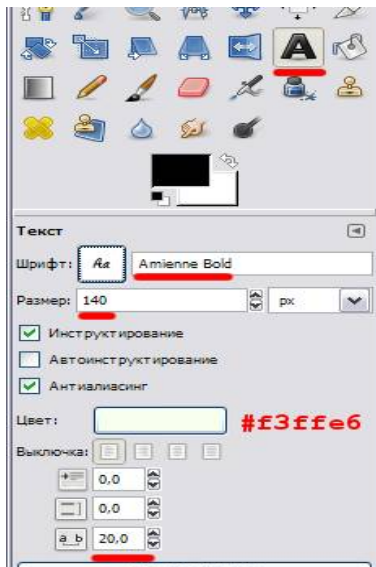 A
Текст
Шрифт: Aa Amienne Bold
Размер: 140 px
Инструктирование
Автоинструктирование
Антиалиасинг
Цвет: #f3ffe6
Выключка:
0,0
0,0
a_b 20,0